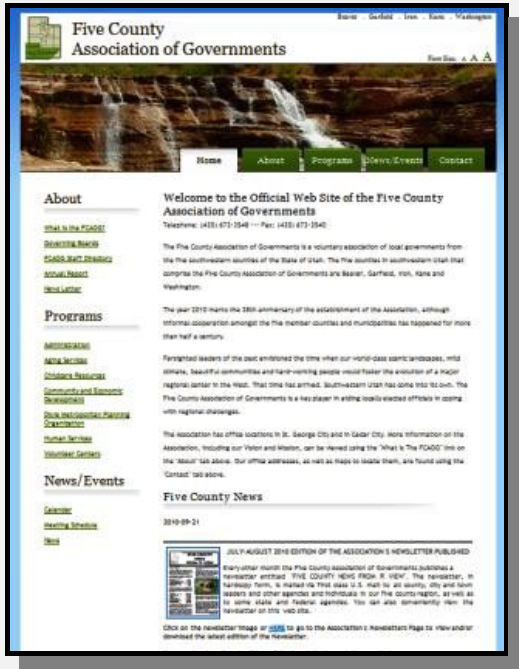 Beaver . Garfield . Iron . Kane . Washington
Five County
Association of Governments
Font Size: A A A
Home About Programs News/Events Contact
About
What is the FCAOG?
Governing Boards
FCAOG Staff Directory
Annual Report
News Letter
Programs
Administration
Aging Services
Childcare Resources
Community and Economic
Development
Dixie Metropolitan Planning
Organization
Human Services
Volunteer Centers
News/Events
Calendar
Meeting Schedule
News
Welcome to the Official Web Site of the Five County
Association of Governments
Telephone: (435) 673-3548 --- Fax: (435) 673-3540
The Five County Association of Governments is a voluntary association of local governments from
the five southwestern counties of the State of Utah. The five counties in southwestern Utah that
comprise the Five County Association of Governments are Beaver, Garfield, Iron, Kane and
Washington.
The year 2010 marks the 38th anniversary of the establishment of the Association, although
informal cooperation amongst the five member counties and municipalities has happened for more
than half a century.
Farsighted leaders of the past envisioned the time when our world-class scenic landscapes, mild
climate, beautiful communities and hard-working people would foster the evolution of a major
regional center in the West. That time has arrived. Southwestern Utah has come into its own. The
Five County Association of Governments is a key player in aiding locally elected officials in coping
with regional challenges.
The Association has office locations in St. George City and in Cedar City. More information on the
Association, including our Vision and Mission, can be viewed using the "What Is The FCAOG" link on
the "About" tab above. Our office addresses, as well as maps to locate them, are found using the
"Contact" tab above.
Five County News
2010-09-21
JULY-AUGUST 2010 EDITION OF THE ASSOCIATION'S NEWSLETTER PUBLISHED
Every other month the Five County Association of Governments publishes a
newsletter entitled "FIVE COUNTY NEWS FROM R VIEW". The newsletter, in
hardcopy form, is mailed via first class U.S. mail to all county, city and town
leaders and other agencies and individuals in our five county region, as well as
to some state and federal agencies. You can also conveniently view the
newsletter on this web site.
Click on the newsletter image or HERE to go to the Association's Newsletters Page to view and/or
download the latest edition of the Newsletter.